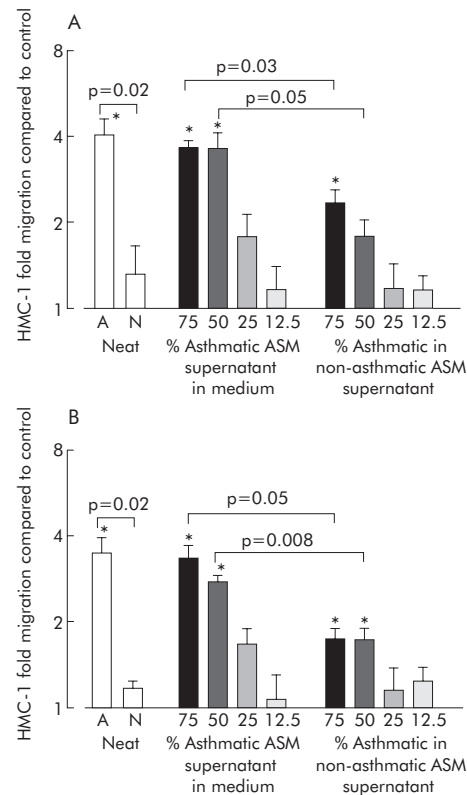 A
HMC-1 fold migration compared to control
8
4
2
1
p=0.03
p=0.02
p=0.05
*
* * *
A N 75 50 25 12.5 75 50 25 12.5
Neat % Asthmatic ASM % Asthmatic in
supernatant non-asthmatic ASM
in medium supernatant
B
HMC-1 fold migration compared to control
8
4
2
1
p=0.02
p=0.05
p=0.008
* * *
* *
A N 75 50 25 12.5 75 50 25 12.5
Neat % Asthmatic ASM % Asthmatic in
supernatant non-asthmatic ASM
in medium supernatant